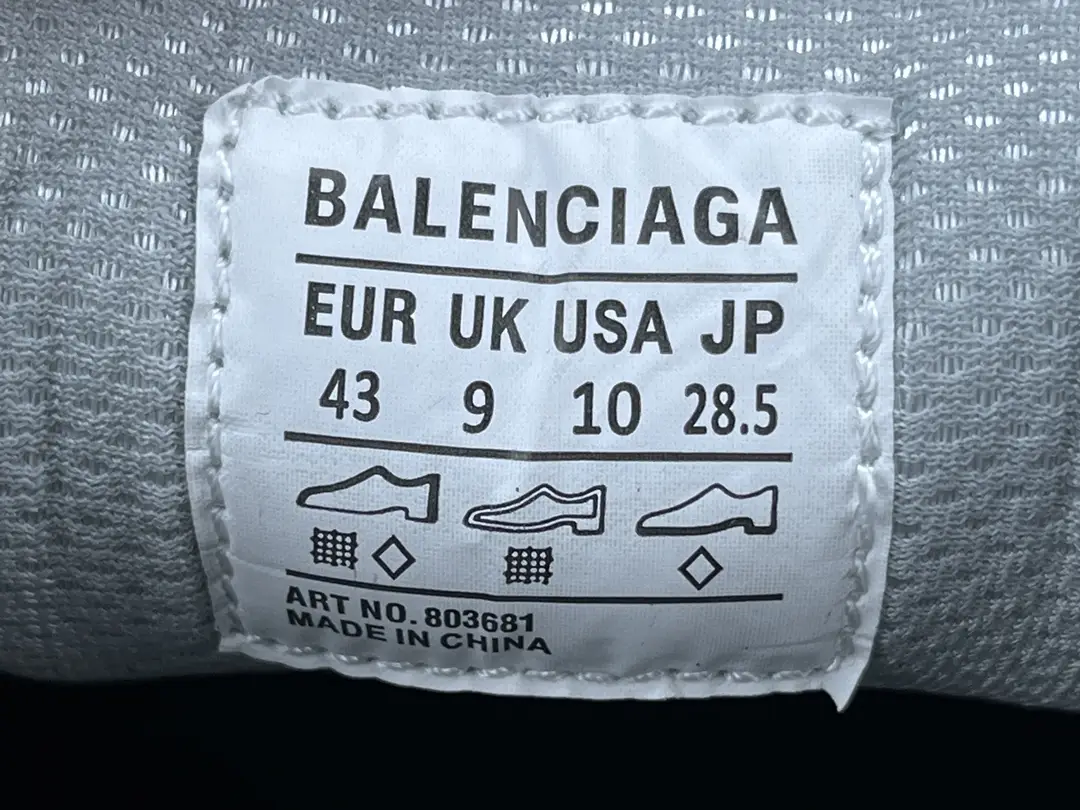 BALENCIAGA
EUR UK USA JP
43 9 10 28.5
ART NO. 803681
MADE IN CHINA